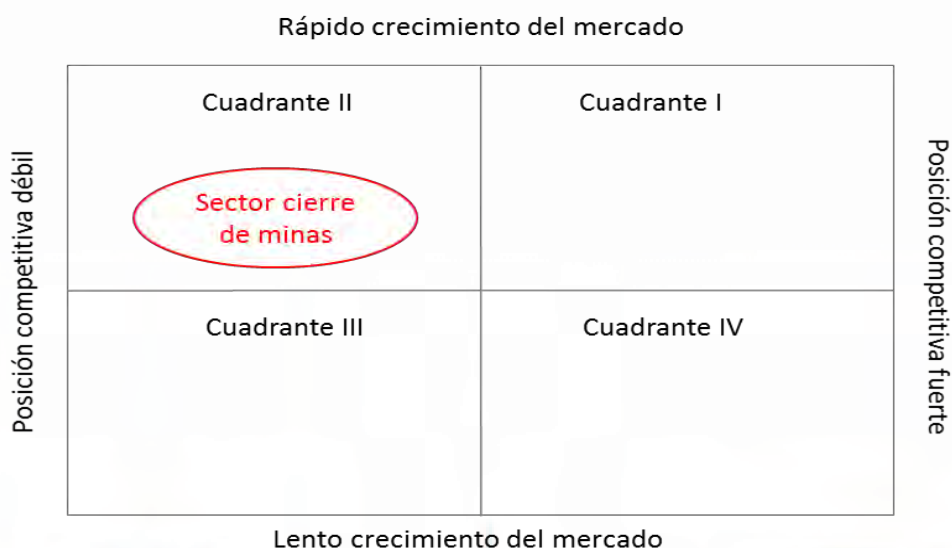 Rápido crecimiento del mercado
Cuadrante II
Cuadrante I
Posición competitiva débil
Sector cierre
de minas
Posición competitiva fuerte
Cuadrante III
Cuadrante IV
Lento crecimiento del mercado